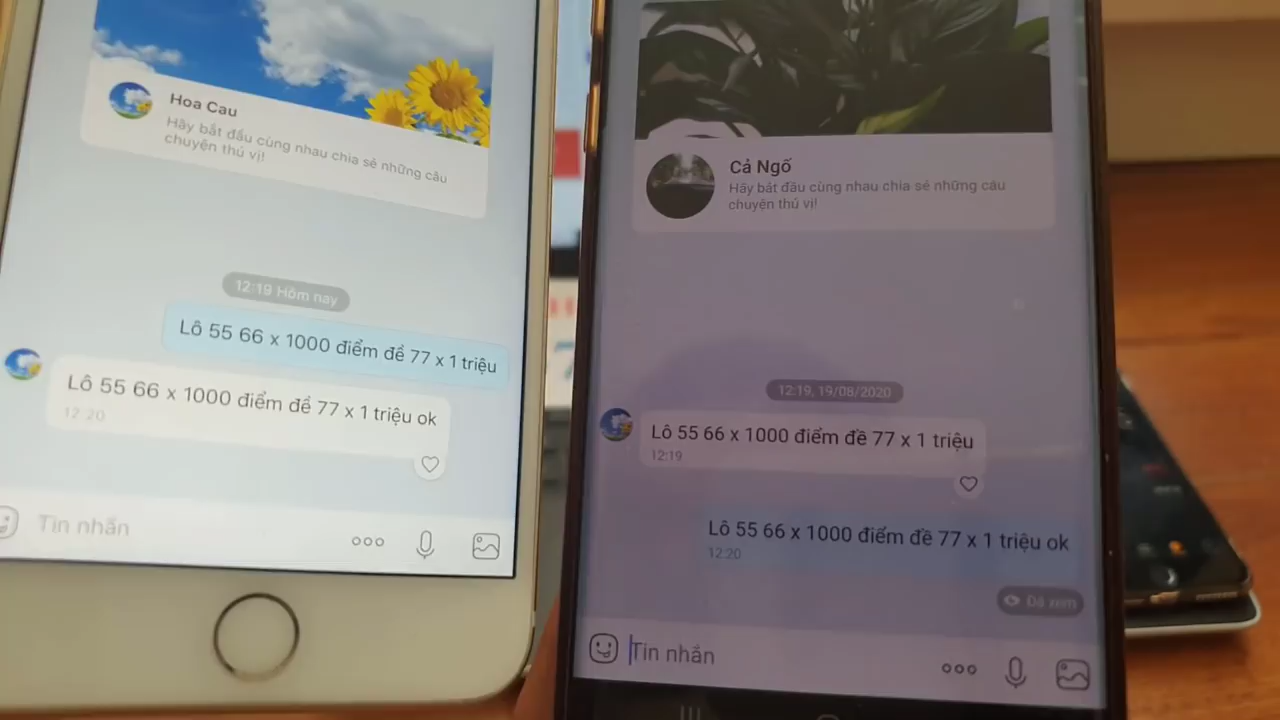 Hoa Cau
Hãy bắt đầu cùng nhau chia sẻ những câu
chuyện thú vị!
12:19 Hôm nay
Lô 55 66 x 1000 điểm đề 77 x 1 triệu
Lô 55 66 x 1000 điểm đề 77 x 1 triệu ok
12:20
Tin nhắn
Cả Ngố
Hãy bắt đầu cùng nhau chia sẻ những câu
chuyện thú vị!
12:19, 19/08/2020
Lô 55 66 x 1000 điểm đề 77 x 1 triệu
12:19
Lô 55 66 x 1000 điểm đề 77 x 1 triệu ok
12:20
Đã xem
Tin nhắn